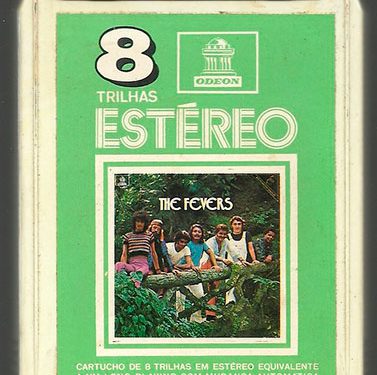 8
TRILHAS
ODEON
ESTÉREO
THE FEVERS
CARTUCHO DE 8 TRILHAS EM ESTÉREO EQUIVALENTE